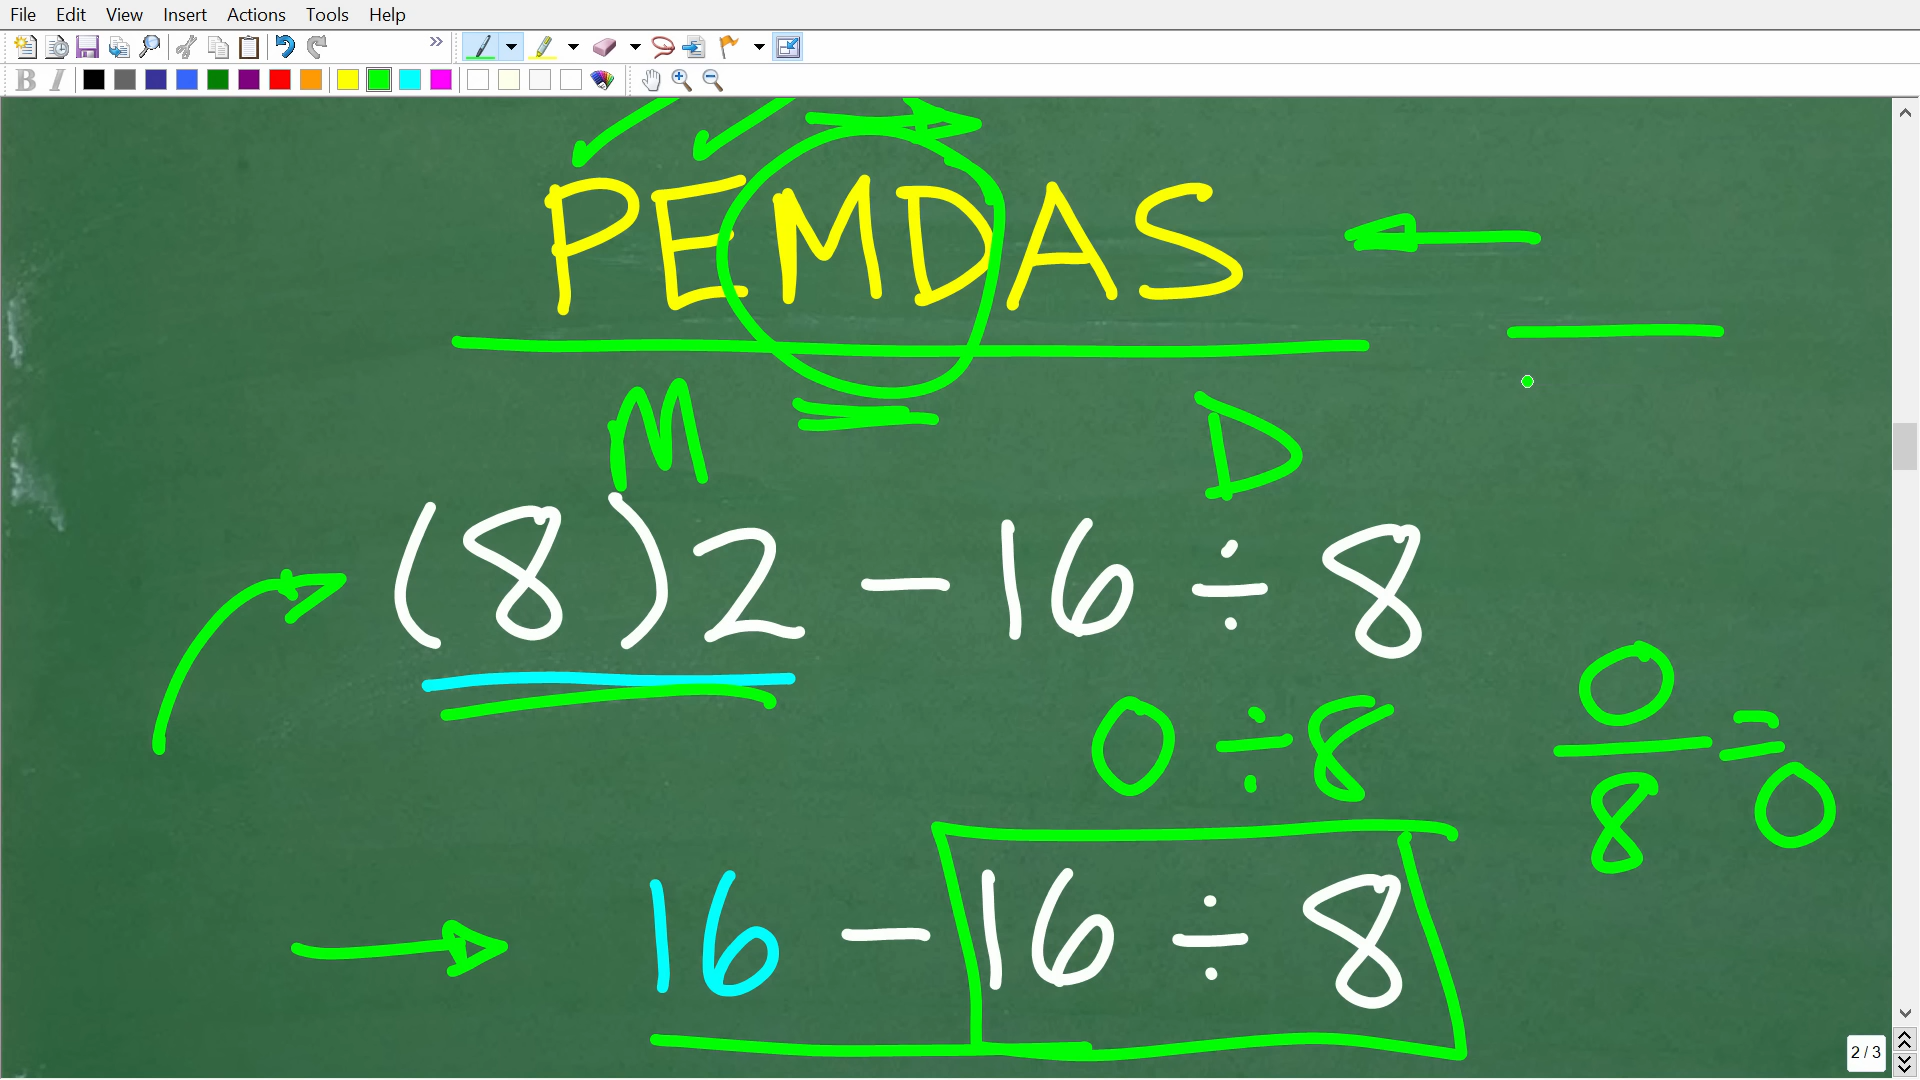 File Edit View Insert Actions Tools Help
B I
PEMDAS
M D
(8)2 - 16 ÷ 8
0 ÷ 8
0/8 = 0
16 - 16 ÷ 8
2 / 3